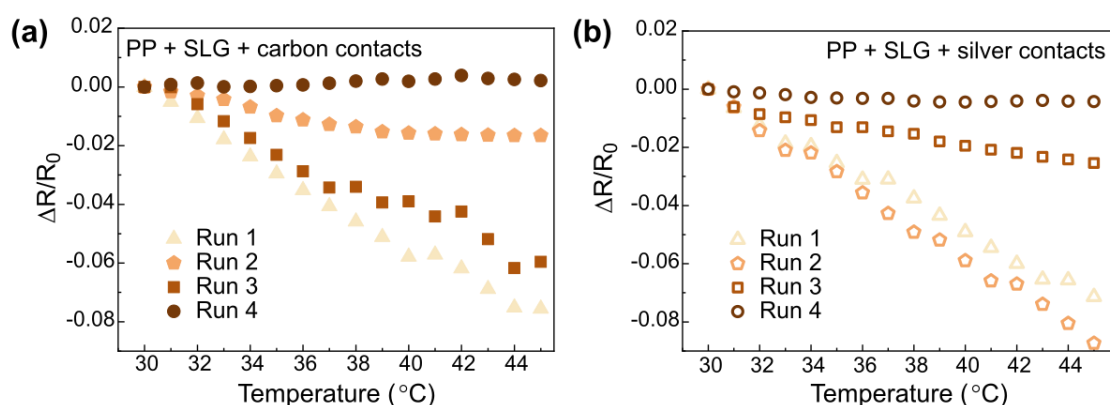 (a)
PP + SLG + carbon contacts
0.02
0.00
-0.02
-0.04
-0.06
-0.08
ΔR/R0
Run 1
Run 2
Run 3
Run 4
30 32 34 36 38 40 42 44
Temperature (°C)
(b)
PP + SLG + silver contacts
0.02
0.00
-0.02
-0.04
-0.06
-0.08
ΔR/R0
Run 1
Run 2
Run 3
Run 4
30 32 34 36 38 40 42 44
Temperature (°C)